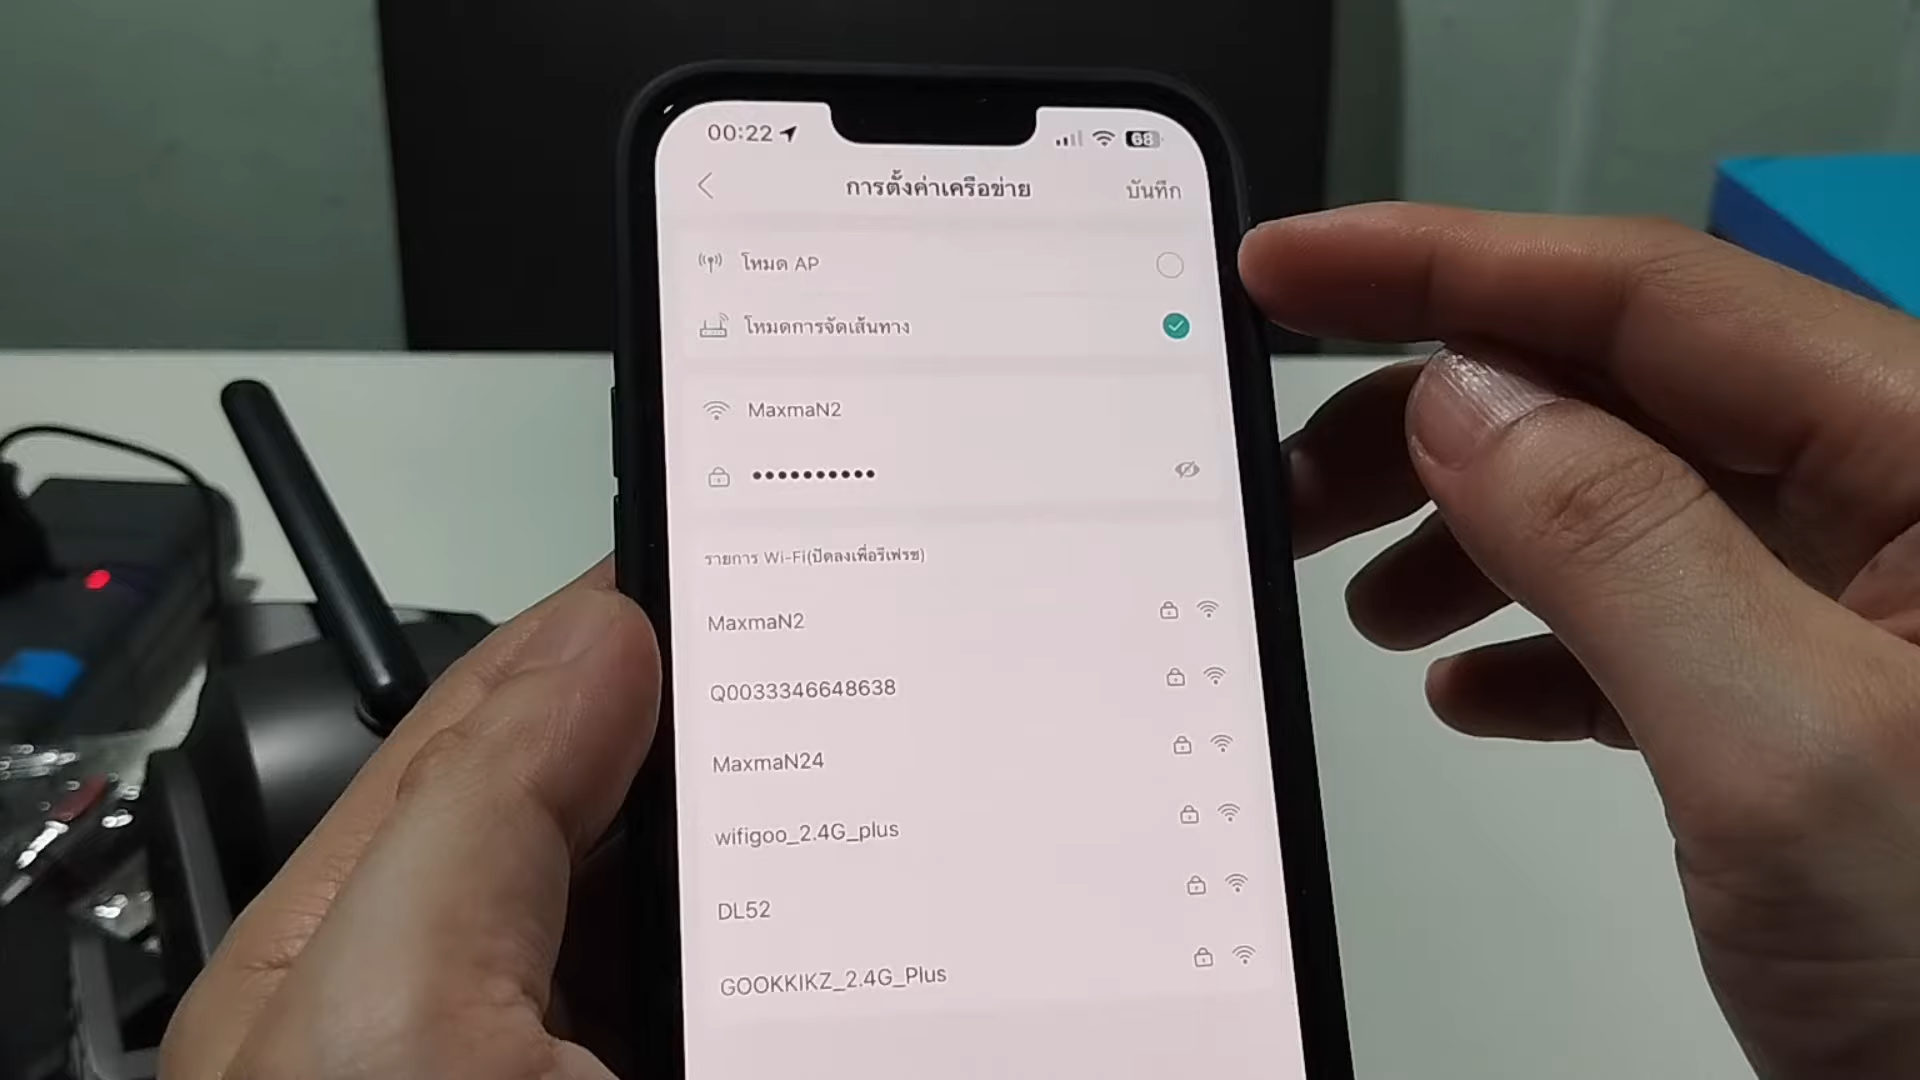 00:22
68
การตั้งค่าเครือข่าย
บันทึก
โหมด AP
โหมดการจัดเส้นทาง
MaxmaN2
••••••••••
รายการ Wi-Fi(ปัดลงเพื่อรีเฟรช)
MaxmaN2
Q0033346648638
MaxmaN24
wifigoo_2.4G_plus
DL52
GOOKKIKZ_2.4G_Plus